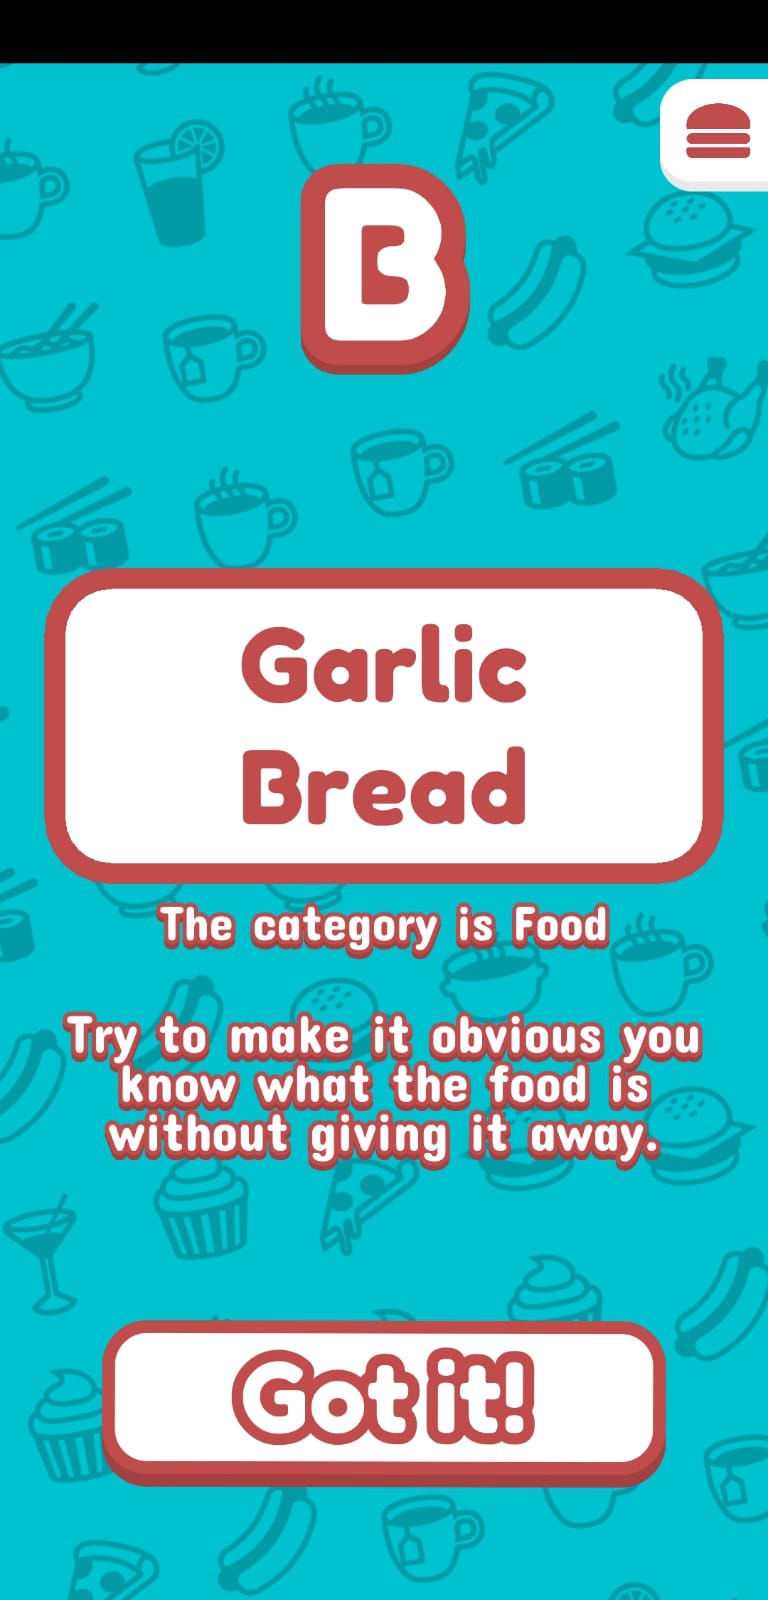 B
Garlic
Bread
The category is Food
Try to make it obvious you
know what the food is
without giving it away.
Got it!